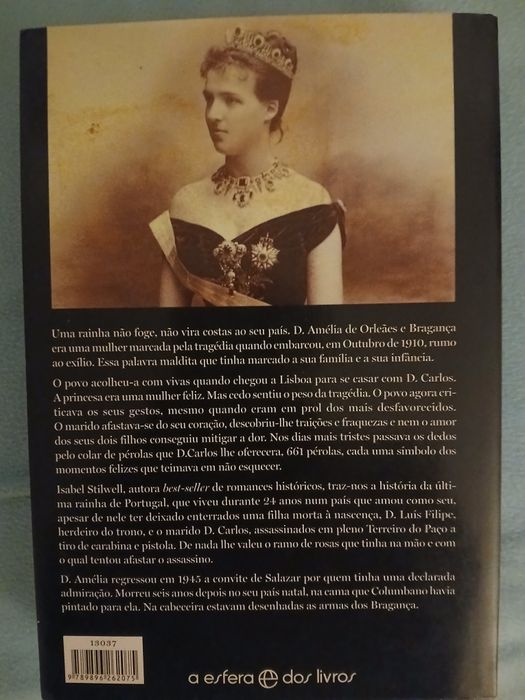 Uma rainha não foge, não vira costas ao seu país. D. Amélia de Orleães e Bragança
era uma mulher marcada pela tragédia quando embarcou, em Outubro de 1910, rumo
ao exílio. Essa palavra maldita que tinha marcado a sua família e a sua infância.
O povo acolheu-a com vivas quando chegou a Lisboa para se casar com D. Carlos.
A princesa era uma mulher feliz. Mas cedo sentiu o peso da tragédia. O povo agora cri-
ticava os seus gestos, mesmo quando eram em prol dos mais desfavorecidos.
O marido afastava-se do seu coração, descobriu-lhe traições e fraquezas e nem o amor
dos seus dois filhos conseguiu mitigar a dor. Nos dias mais tristes passava os dedos
pelo colar de pérolas que D.Carlos lhe oferecera, 661 pérolas, cada uma símbolo dos
momentos felizes que teimava em não esquecer.
Isabel Stilwell, autora best-seller de romances históricos, traz-nos a história da últi-
ma rainha de Portugal, que viveu durante 24 anos num país que amou como seu,
apesar de nele ter deixado enterrados uma filha morta à nascença, D. Luís Filipe,
herdeiro do trono, e o marido D. Carlos, assassinados em pleno Terreiro do Paço a
tiro de carabina e pistola. De nada lhe valeu o ramo de rosas que tinha na mão e com
o qual tentou afastar o assassino.
D. Amélia regressou em 1945 a convite de Salazar por quem tinha uma declarada
admiração. Morreu seis anos depois no seu país natal, na cama que Columbano havia
pintado para ela. Na cabeceira estavam desenhadas as armas dos Bragança.
13037
9789896262075
a esfera e dos livros